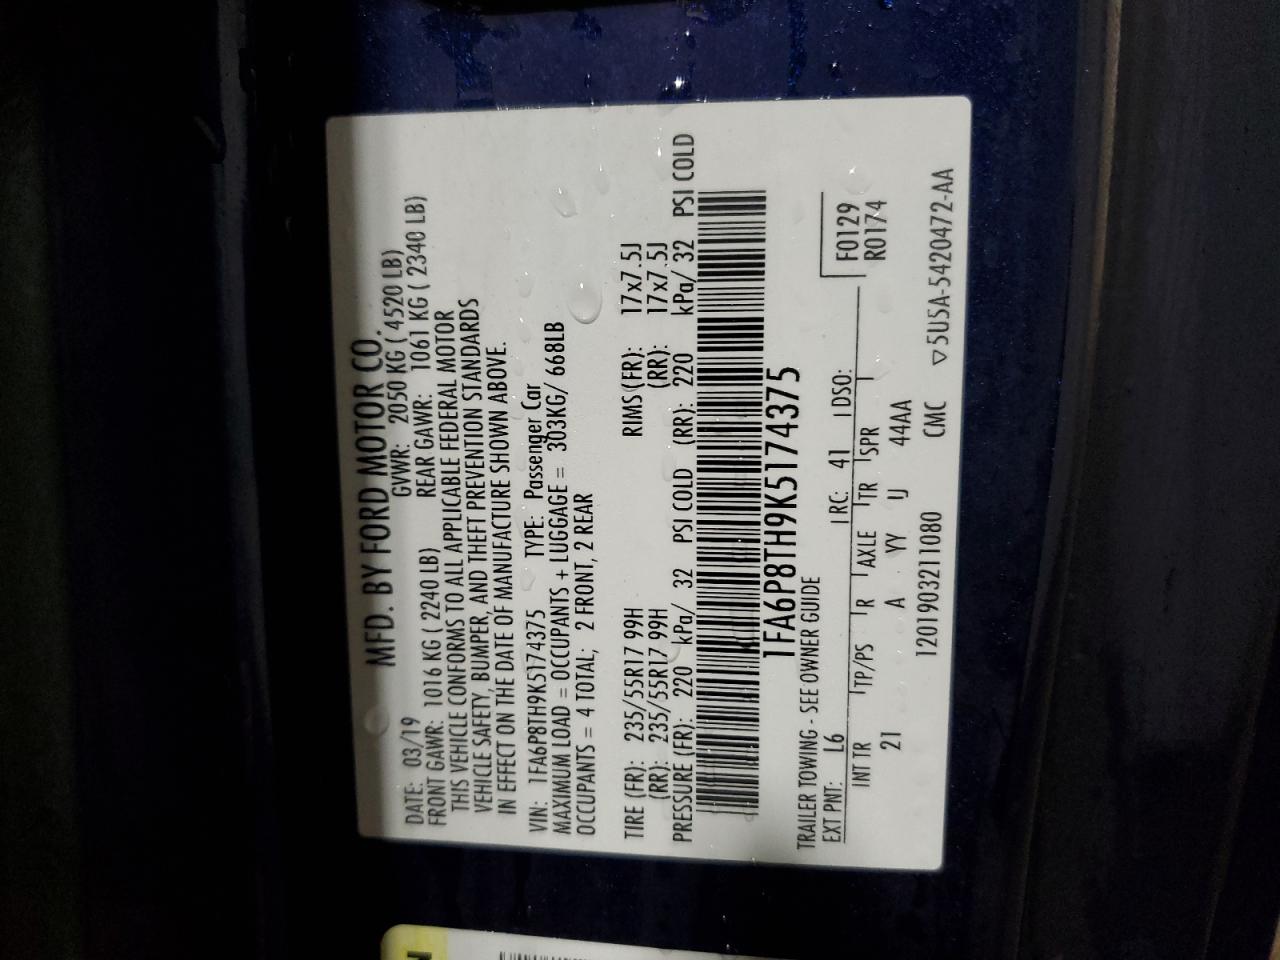 MFD. BY FORD MOTOR CO.
DATE: 03/19 GVWR: 2050 KG ( 4520 LB)
FRONT GAWR: 1016 KG ( 2240 LB) REAR GAWR: 1061 KG ( 2340 LB)
THIS VEHICLE CONFORMS TO ALL APPLICABLE FEDERAL MOTOR
VEHICLE SAFETY, BUMPER, AND THEFT PREVENTION STANDARDS
IN EFFECT ON THE DATE OF MANUFACTURE SHOWN ABOVE.
VIN: 1FA6P8TH9K5174375 TYPE: Passenger Car
MAXIMUM LOAD = OCCUPANTS + LUGGAGE = 303KG/ 668LB
OCCUPANTS = 4 TOTAL; 2 FRONT, 2 REAR
TIRE (FR): 235/55R17 99H RIMS(FR): 17x7.5J
(RR): 235/55R17 99H (RR): 17x7.5J
PRESSURE (FR): 220 kPa/ 32 PSI COLD (RR): 220 kPa/ 32 PSI COLD
1FA6P8TH9K5174375
TRAILER TOWING - SEE OWNER GUIDE
EXT PNT: L6 RC: 41 DSO: F0129
INT TR TP/PS R AXLE TR SPR R0174
21 A YY UJ 44AA
1201903211080 CMC ▽5U5A-5420472-AA